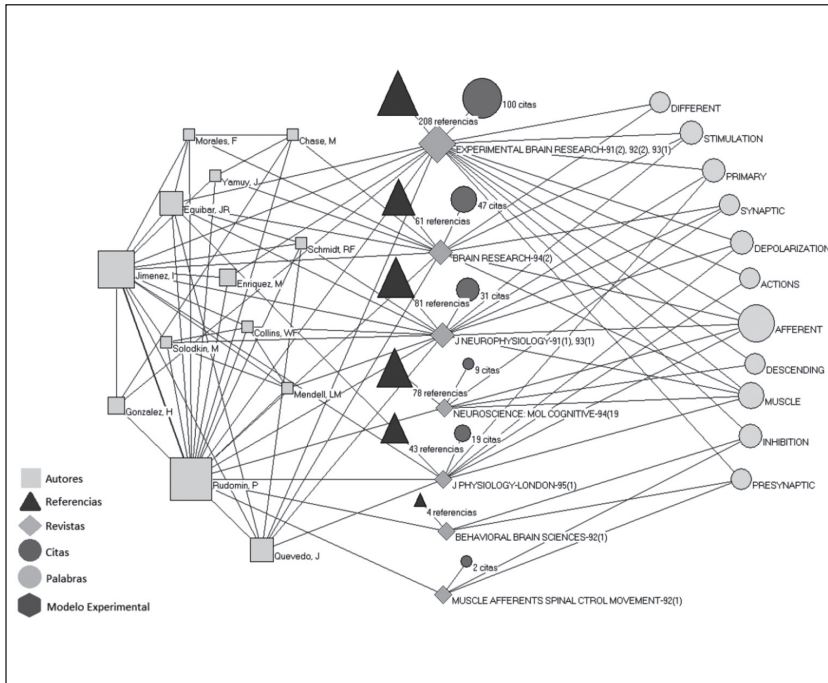 100 citas
208 referencias
Morales, F
Chase, M
EXPERIMENTAL BRAIN RESEARCH-91(2), 92(2), 93(1)
Yamuy, J
Equibar, JR
47 citas
61 referencias
Schmidt, RF
BRAIN RESEARCH-94(2)
Jimenez, I
Enriquez, M
31 citas
81 referencias
Collins, WF
Solodkin, M
J NEUROPHYSIOLOGY-91(1), 93(1)
9 citas
78 referencias
Mendell, LM
Gonzalez, H
NEUROSCIENCE: MOL COGNITIVE-94(19
19 citas
43 referencias
Rudomin, P
J PHYSIOLOGY-LONDON-95(1)
4 referencias
BEHAVIORAL BRAIN SCIENCES-92(1)
Quevedo, J
2 citas
MUSCLE AFFERENTS SPINAL CTROL MOVEMENT-92(1)
DIFFERENT
STIMULATION
PRIMARY
SYNAPTIC
DEPOLARIZATION
ACTIONS
AFFERENT
DESCENDING
MUSCLE
INHIBITION
PRESYNAPTIC
Autores
Referencias
Revistas
Citas
Palabras
Modelo Experimental